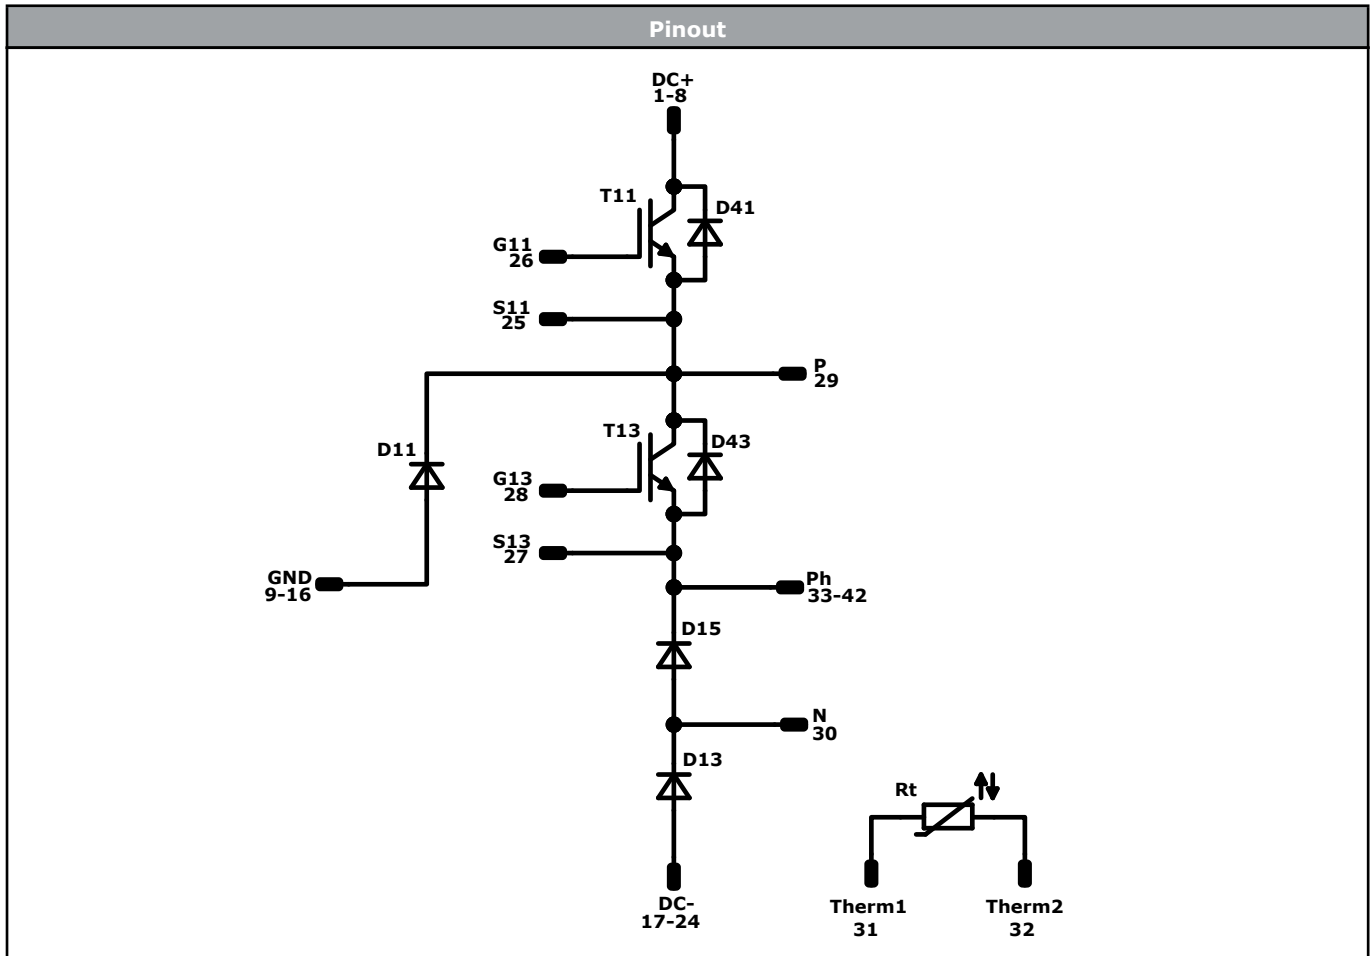 Pinout
DC+
1-8
T11
D41
G11
26
S11
25
P
29
T13
D43
D11
G13
28
S13
27
GND
9-16
Ph
33-42
D15
N
30
D13
Rt
DC-
17-24
Therm1
31
Therm2
32